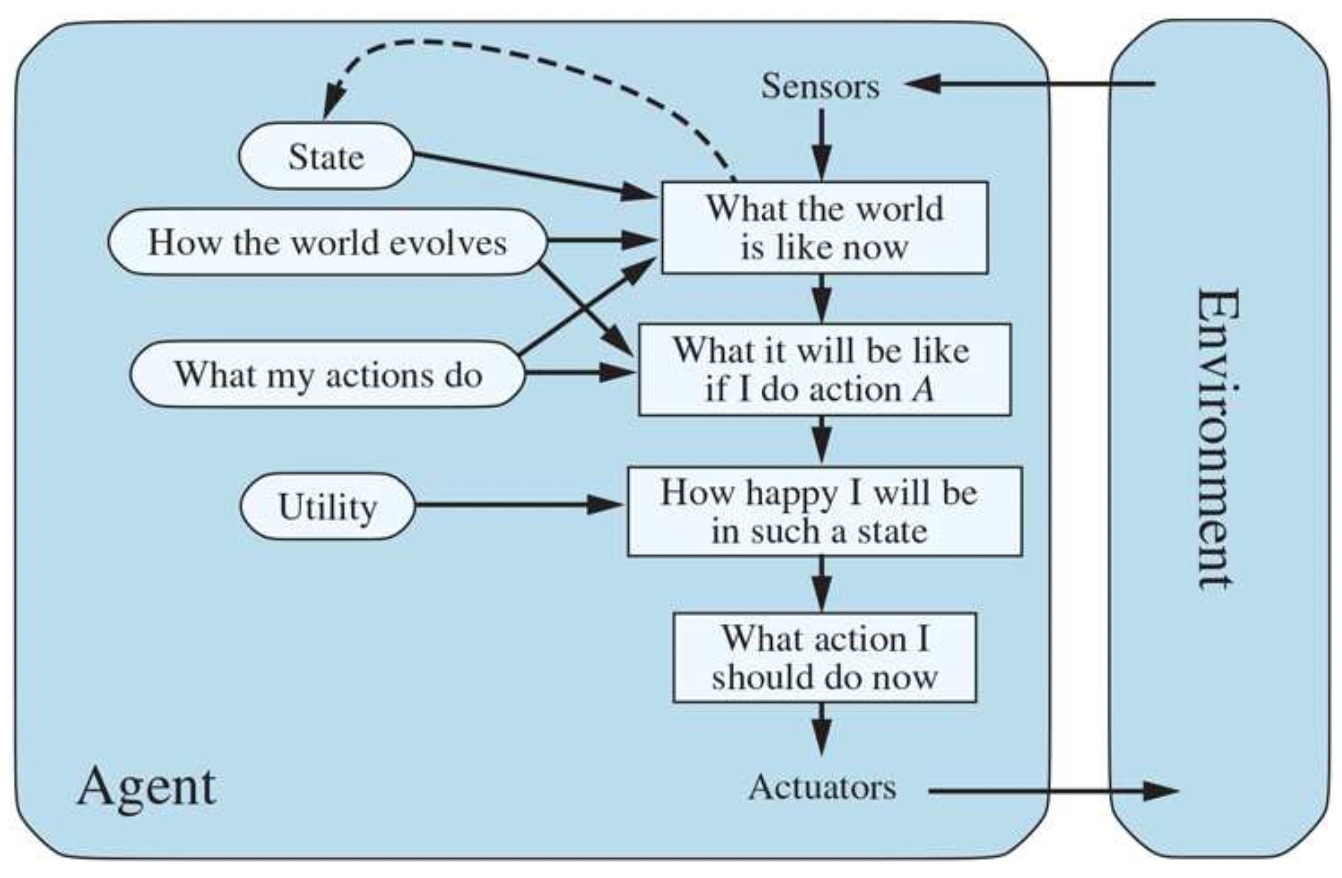 Sensors
State
What the world
is like now
How the world evolves
What it will be like
if I do action A
What my actions do
How happy I will be
in such a state
Utility
What action I
should do now
Agent
Actuators
Environment